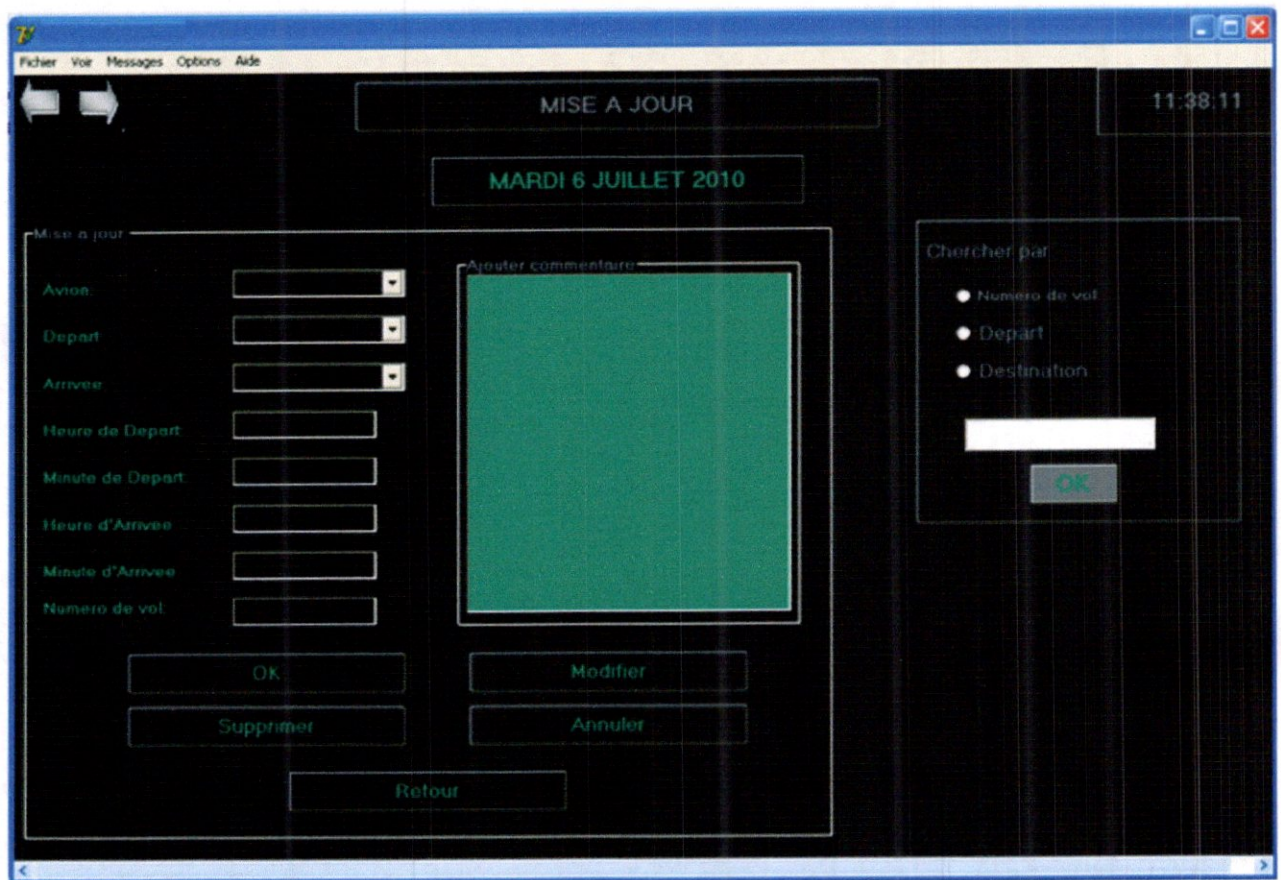 Fichier Voir Messages Options Aide
MISE A JOUR
11:38:11
MARDI 6 JUILLET 2010
Mise a jour
Avion:
Depart
Arrivee
Heure de Depart:
Minute de Depart:
Heure d'Arrivee
Minute d'Arrivee
Numero de vol:
Ajouter commentaire
OK
Modifier
Supprimer
Annuler
Retour
Chercher par
Numero de vol
Depart
Destination
OK